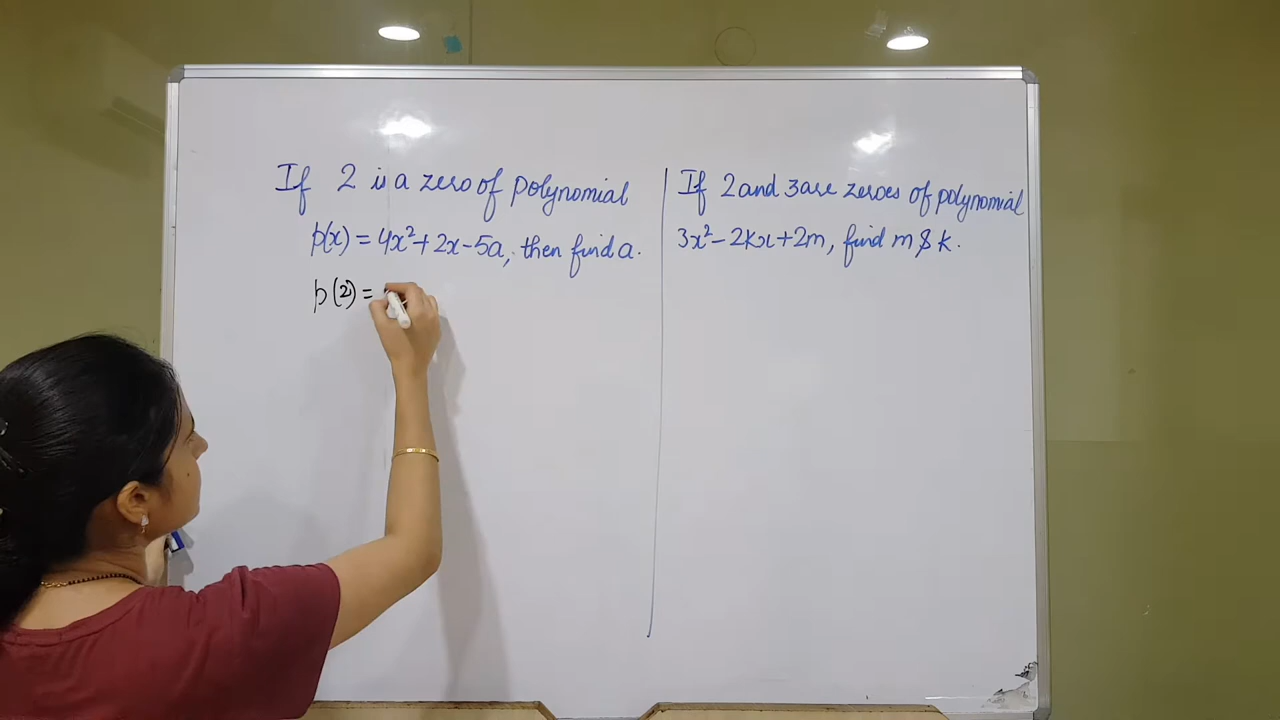 If 2 is a zero of polynomial
p(x) = 4x² + 2x - 5a, then find a.
p(2) =
If 2 and 3 are zeroes of polynomial
3x² - 2kx + 2m, find m & k.